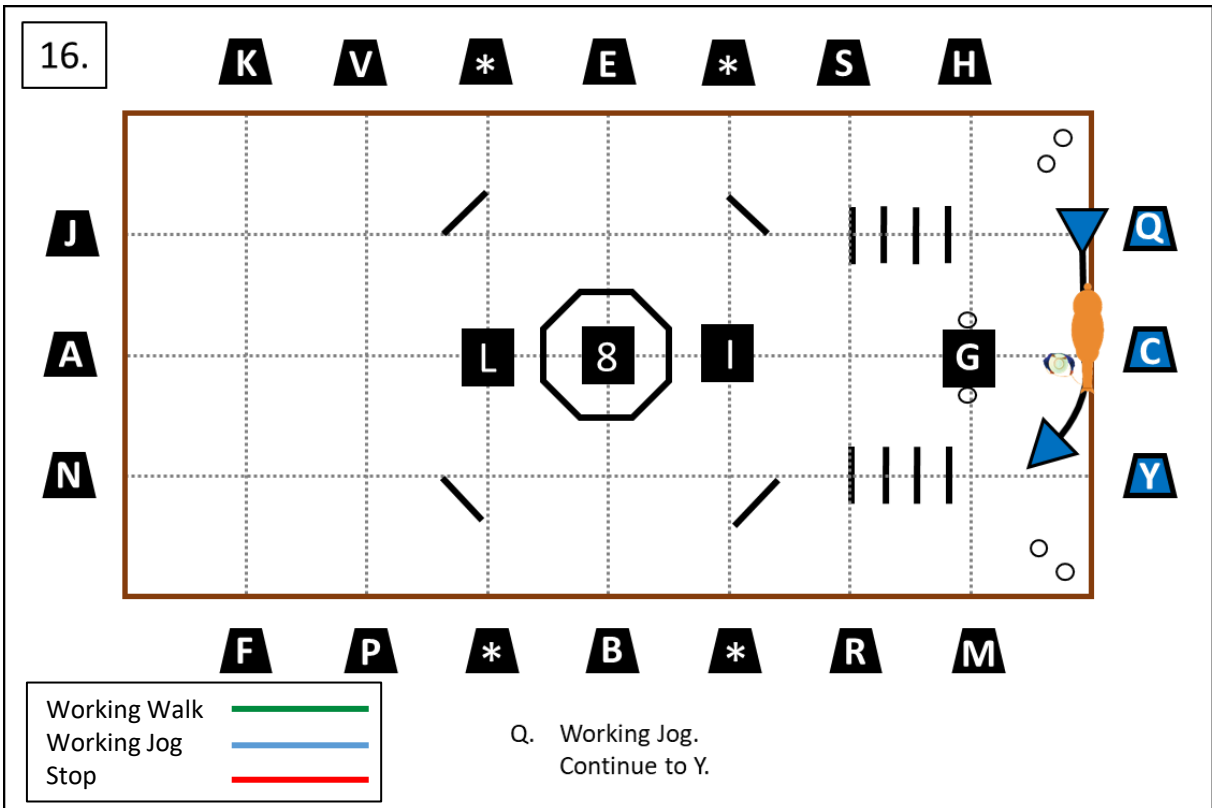 16.
K V * E * S H
J Q
A L 8 I G C
N Y
F P * B * R M
Working Walk
Working Jog
Stop
Q. Working Jog.
Continue to Y.